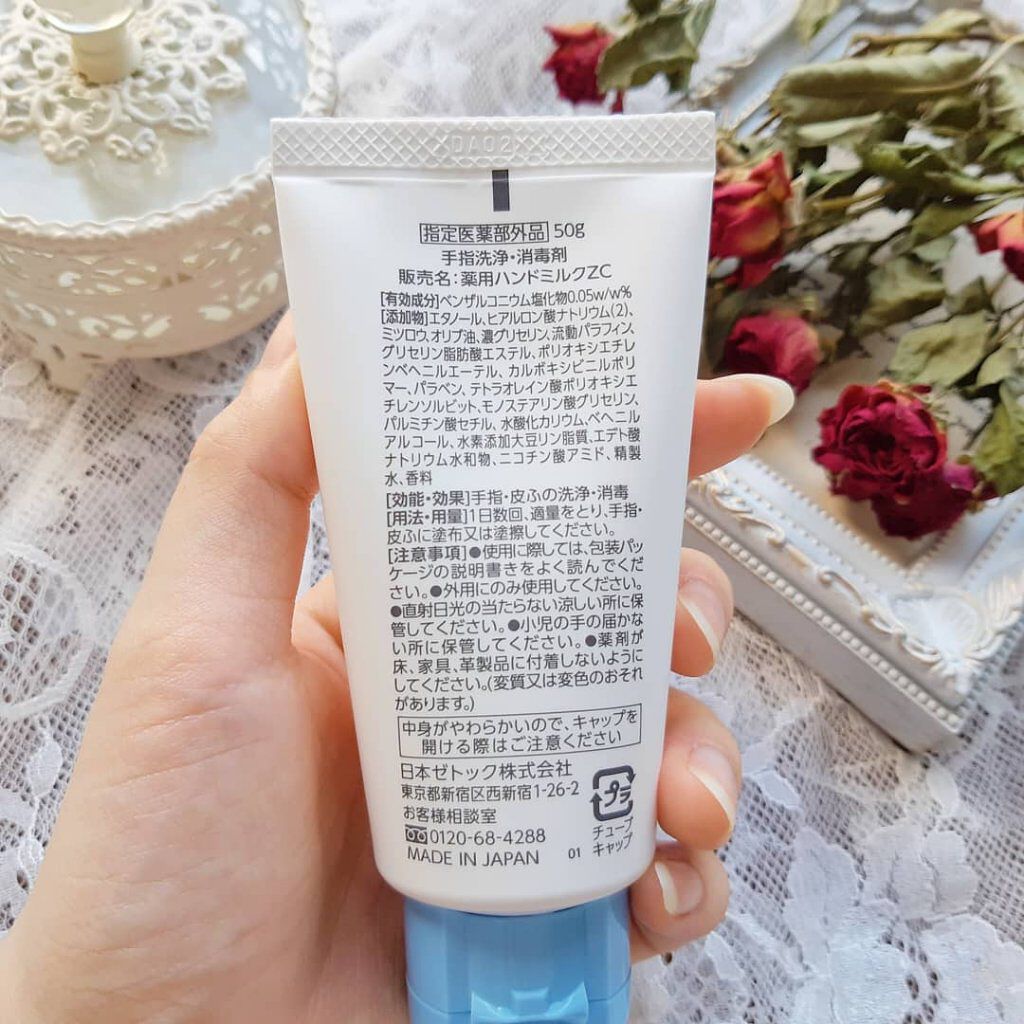 XDA02XX
指定医薬部外品 50g
手指洗浄・消毒剤
販売名:薬用ハンドミルクZC
[有効成分]ベンザルコニウム塩化物0.05w/w%
[添加物]エタノール、ヒアルロン酸ナトリウム(2)、
ミツロウ、オリブ油、濃グリセリン、流動パラフィン、
グリセリン脂肪酸エステル、ポリオキシエチレ
ンベヘニルエーテル、カルボキシビニルポリ
マー、パラベン、テトラオレイン酸ポリオキシエ
チレンソルビット、モノステアリン酸グリセリン、
パルミチン酸セチル、水酸化カリウム、ベヘニル
アルコール、水素添加大豆リン脂質、エデト酸
ナトリウム水和物、ニコチン酸アミド、精製
水、香料
[効能・効果]手指・皮ふの洗浄・消毒
[用法・用量]1日数回、適量をとり、手指・
皮ふに塗布又は塗擦してください。
[注意事項]●使用に際しては、包装パッ
ケージの説明書きをよく読んでくだ
さい。●外用にのみ使用してください。
●直射日光の当たらない涼しい所に保
管してください。●小児の手の届かな
い所に保管してください。●薬剤が
床、家具、革製品に付着しないように
してください。(変質又は変色のおそれ
があります。)
中身がやわらかいので、キャップを
開ける際はご注意ください
日本ゼトック株式会社
東京都新宿区西新宿1-26-2
お客様相談室
0120-68-4288
MADE IN JAPAN 01
プラ
チューブ
キャップ